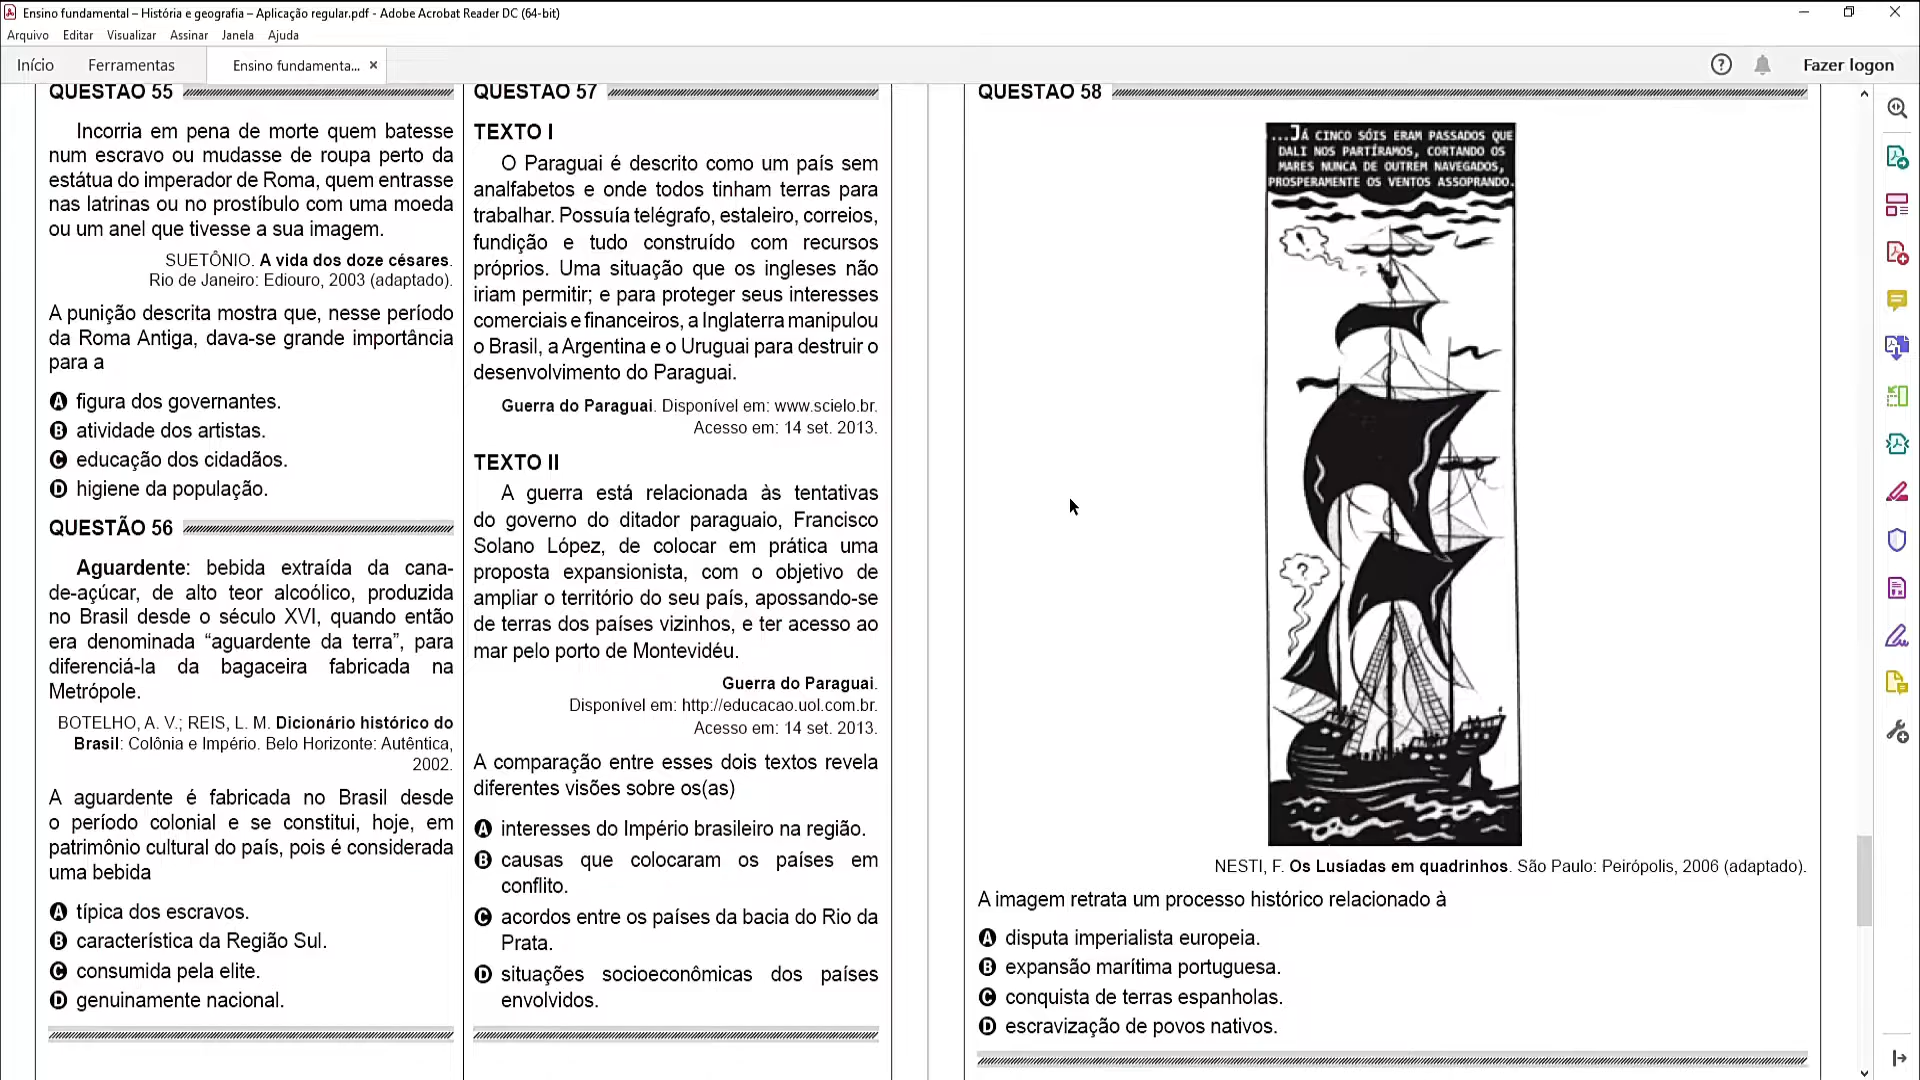 Ensino fundamental – História e geografia – Aplicação regular.pdf - Adobe Acrobat Reader DC (64-bit)
Arquivo Editar Visualizar Assinar Janela Ajuda
Início Ferramentas Ensino fundamenta... × Fazer logon
QUESTÃO 55
Incorria em pena de morte quem batesse
num escravo ou mudasse de roupa perto da
estátua do imperador de Roma, quem entrasse
nas latrinas ou no prostíbulo com uma moeda
ou um anel que tivesse a sua imagem.
SUETÔNIO. A vida dos doze césares.
Rio de Janeiro: Ediouro, 2003 (adaptado).
A punição descrita mostra que, nesse período
da Roma Antiga, dava-se grande importância
para a
A figura dos governantes.
B atividade dos artistas.
C educação dos cidadãos.
D higiene da população.
QUESTÃO 56
Aguardente: bebida extraída da cana-
de-açúcar, de alto teor alcoólico, produzida
no Brasil desde o século XVI, quando então
era denominada “aguardente da terra”, para
diferenciá-la da bagaceira fabricada na
Metrópole.
BOTELHO, A. V.; REIS, L. M. Dicionário histórico do
Brasil: Colônia e Império. Belo Horizonte: Autêntica,
2002.
A aguardente é fabricada no Brasil desde
o período colonial e se constitui, hoje, em
patrimônio cultural do país, pois é considerada
uma bebida
A típica dos escravos.
B característica da Região Sul.
C consumida pela elite.
D genuinamente nacional.
QUESTÃO 57
TEXTO I
O Paraguai é descrito como um país sem
analfabetos e onde todos tinham terras para
trabalhar. Possuía telégrafo, estaleiro, correios,
fundição e tudo construído com recursos
próprios. Uma situação que os ingleses não
iriam permitir; e para proteger seus interesses
comerciais e financeiros, a Inglaterra manipulou
o Brasil, a Argentina e o Uruguai para destruir o
desenvolvimento do Paraguai.
Guerra do Paraguai. Disponível em: www.scielo.br.
Acesso em: 14 set. 2013.
TEXTO II
A guerra está relacionada às tentativas
do governo do ditador paraguaio, Francisco
Solano López, de colocar em prática uma
proposta expansionista, com o objetivo de
ampliar o território do seu país, apossando-se
de terras dos países vizinhos, e ter acesso ao
mar pelo porto de Montevidéu.
Guerra do Paraguai.
Disponível em: http://educacao.uol.com.br.
Acesso em: 14 set. 2013.
A comparação entre esses dois textos revela
diferentes visões sobre os(as)
A interesses do Império brasileiro na região.
B causas que colocaram os países em
conflito.
C acordos entre os países da bacia do Rio da
Prata.
D situações socioeconômicas dos países
envolvidos.
QUESTÃO 58
...JÁ CINCO SÓIS ERAM PASSADOS QUE
DALI NOS PARTÍRAMOS, CORTANDO OS
MARES NUNCA DE OUTREM NAVEGADOS,
PROSPERAMENTE OS VENTOS ASSOPRANDO.
!
?
NESTI, F. Os Lusíadas em quadrinhos. São Paulo: Peirópolis, 2006 (adaptado).
A imagem retrata um processo histórico relacionado à
A disputa imperialista europeia.
B expansão marítima portuguesa.
C conquista de terras espanholas.
D escravização de povos nativos.